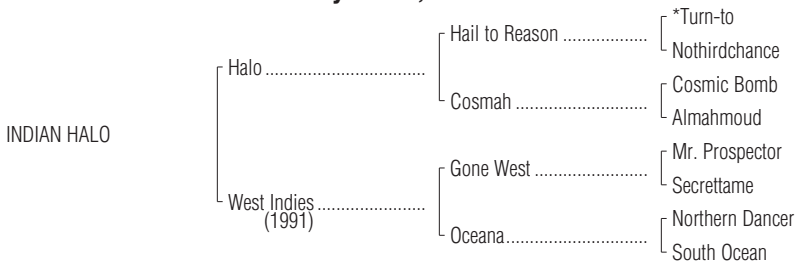 *Turn-to
Hail to Reason ..................
Nothirdchance
Halo .................................
Cosmic Bomb
Cosmah ...........................
Almahmoud
INDIAN HALO
Mr. Prospector
Gone West .......................
Secrettame
West Indies .......................
(1991)
Northern Dancer
Oceana..............................
South Ocean